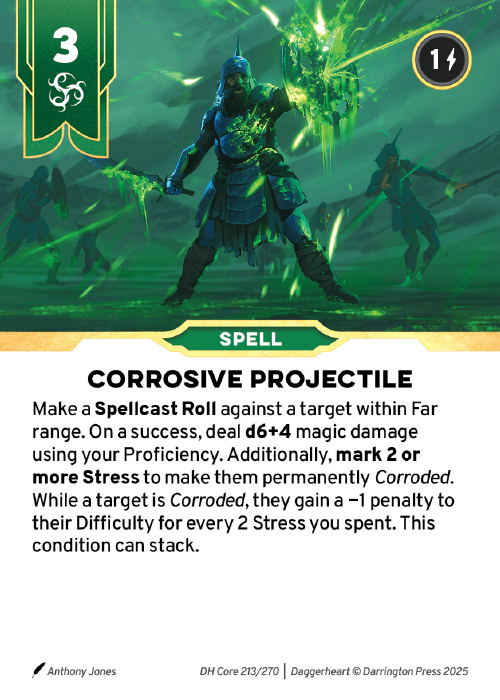 3
1
SPELL
CORROSIVE PROJECTILE
Make a Spellcast Roll against a target within Far
range. On a success, deal d6+4 magic damage
using your Proficiency. Additionally, mark 2 or
more Stress to make them permanently Corroded.
While a target is Corroded, they gain a −1 penalty to
their Difficulty for every 2 Stress you spent. This
condition can stack.
Anthony Jones
DH Core 213/270 | Daggerheart © Darrington Press 2025